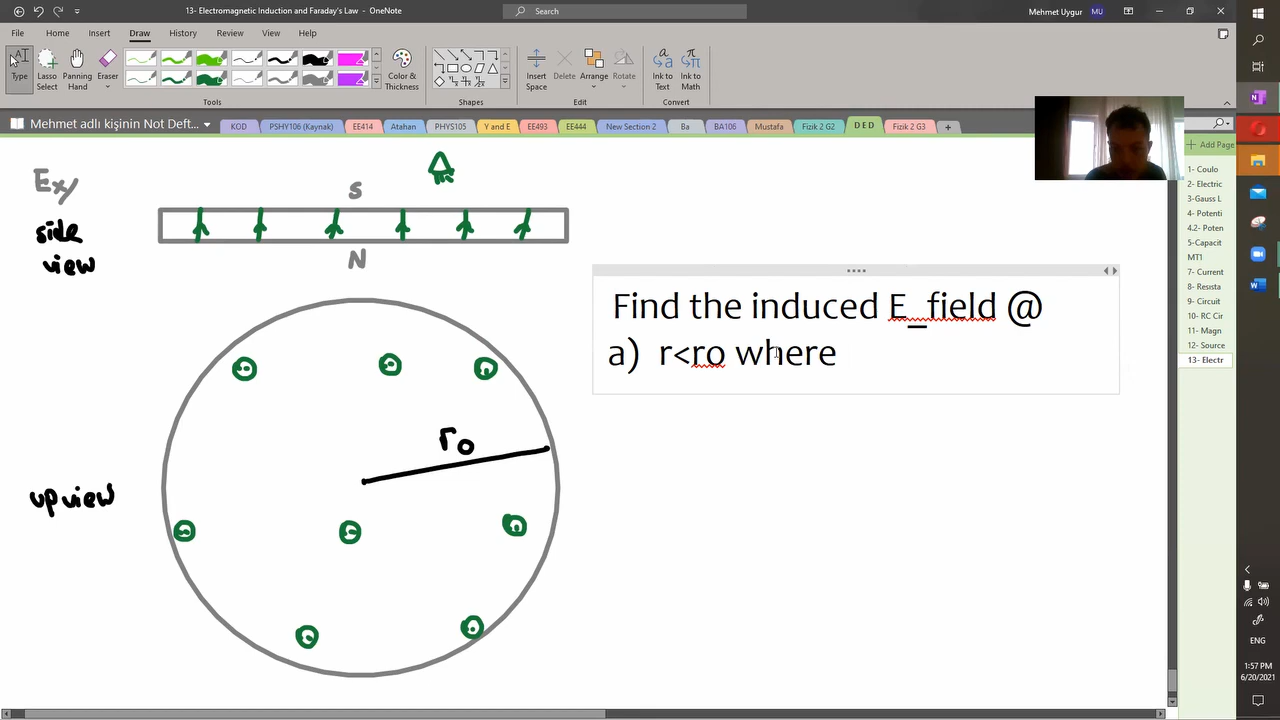 13- Electromagnetic Induction and Faraday's Law - OneNote
Search
Mehmet Uygur
MU
File
Home
Insert
Draw
History
Review
View
Help
Type
Lasso Select
Panning Hand
Eraser
Color & Thickness
Insert Space
Delete
Arrange
Rotate
Ink to Text
Ink to Math
Tools
Shapes
Edit
Convert
Mehmet adlı kişinin Not Deft...
KOD
PSHY106 (Kaynak)
EE414
Atahan
PHYS105
Y and E
EE493
EE444
New Section 2
Ba
BA106
Mustafa
Fizik 2 G2
D E D
Fizik 2 G3
+
Add Page
1- Coulo
2- Electric
3-Gauss L
4- Potenti
4.2- Poten
5-Capacit
MT1
7- Current
8- Resista
9- Circuit
10- RC Cir
11- Magn
12- Source
13- Electr
Ex/
S
side
view
N
Find the induced E_field @
a) r<ro where
ro
up view
ENG
1:57 PM
6/20/2021